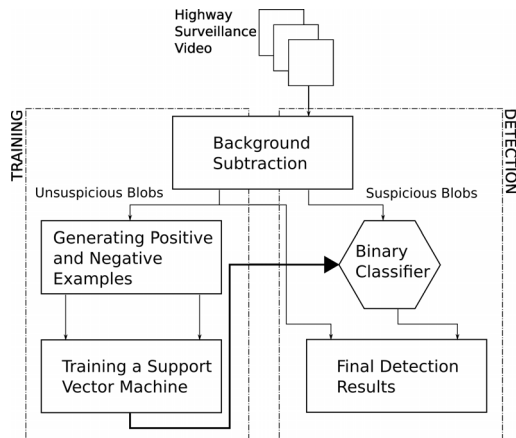 Highway
Surveillance
Video
TRAINING
DETECTION
Background
Subtraction
Unsuspicious Blobs
Suspicious Blobs
Generating Positive
and Negative
Examples
Binary
Classifier
Training a Support
Vector Machine
Final Detection
Results